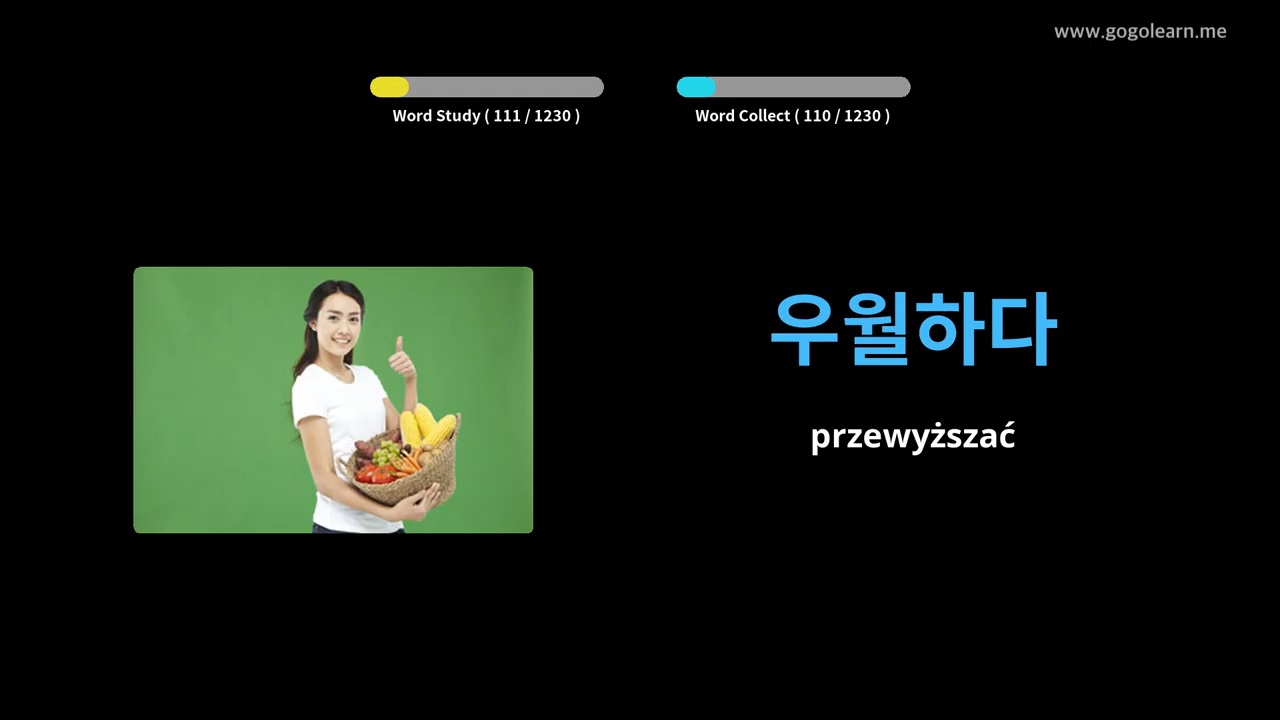 www.gogolearn.me
Word Study ( 111 / 1230 )
Word Collect ( 110 / 1230 )
우월하다
przewyższać